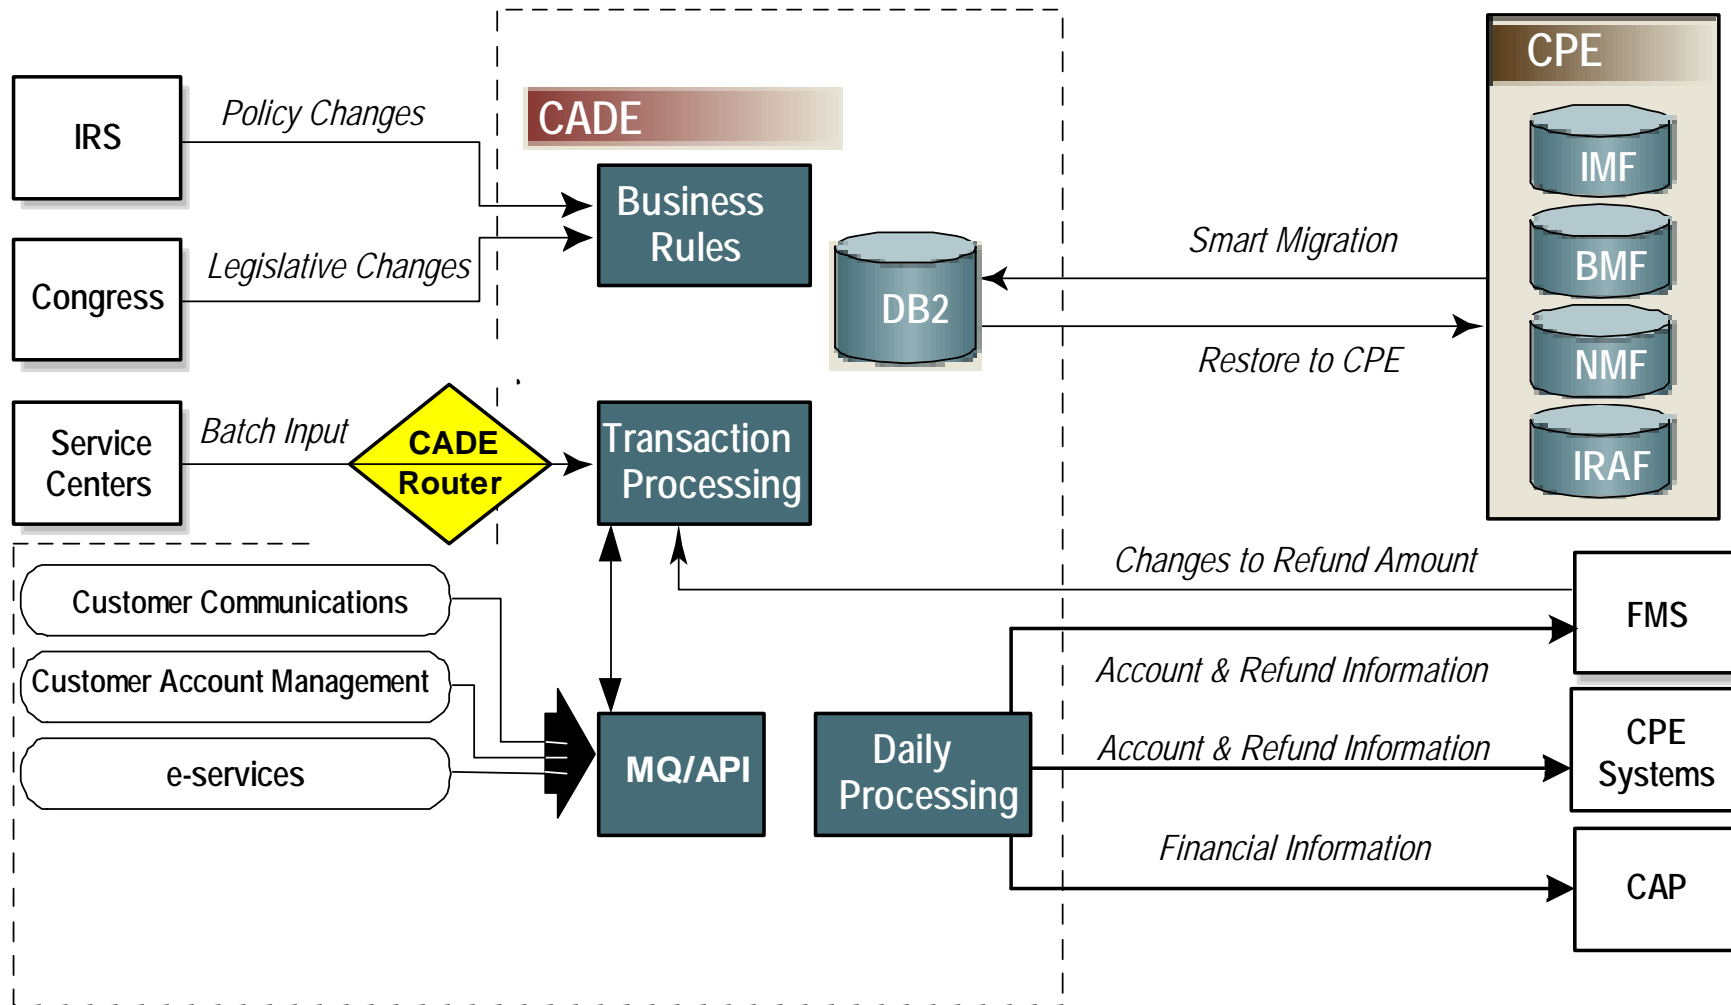 CPE
IMF
BMF
NMF
IRAF
CADE
IRS
Policy Changes
Business
Rules
Congress
Legislative Changes
DB2
Smart Migration
Restore to CPE
Service
Centers
Batch Input
CADE
Router
Transaction
Processing
Customer Communications
Customer Account Management
e-services
MQ/API
Daily
Processing
Changes to Refund Amount
FMS
Account & Refund Information
Account & Refund Information
CPE
Systems
Financial Information
CAP